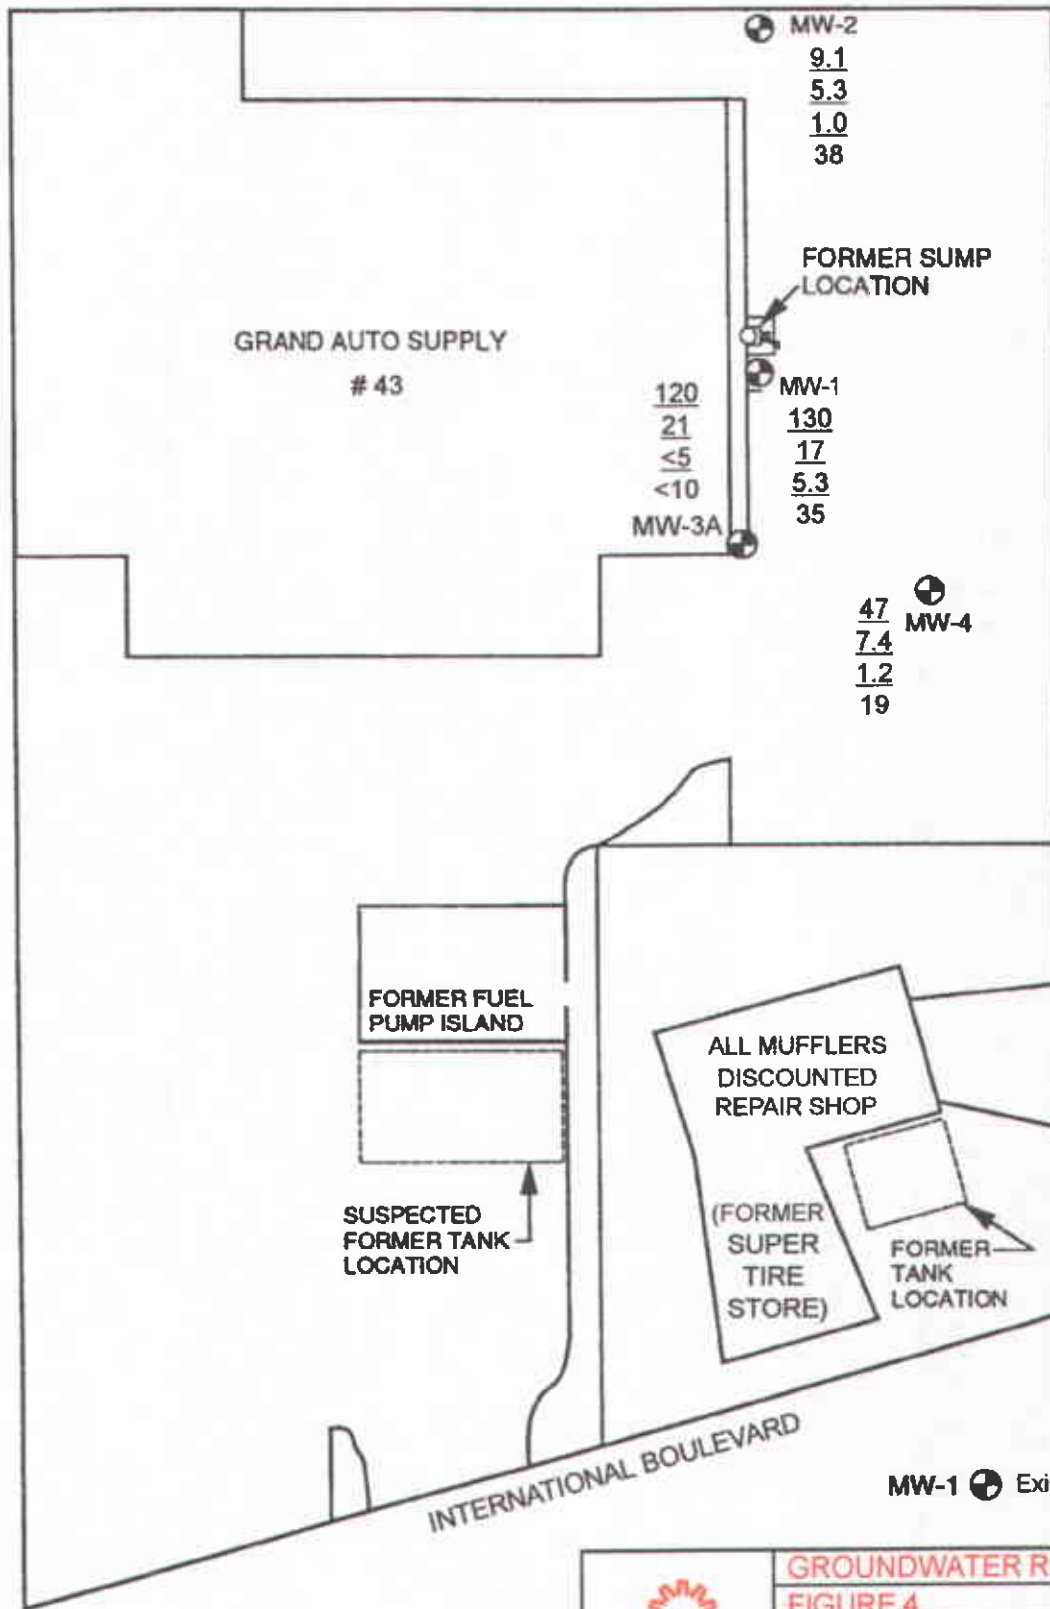 MW-2
9.1
5.3
1.0
38
FORMER SUMP
LOCATION
GRAND AUTO SUPPLY
# 43
MW-1
130
17
5.3
35
120
21
<5
<10
MW-3A
47
7.4
1.2
19
MW-4
FORMER FUEL
PUMP ISLAND
SUSPECTED
FORMER TANK
LOCATION
ALL MUFFLERS
DISCOUNTED
REPAIR SHOP
(FORMER
SUPER
TIRE
STORE)
FORMER
TANK
LOCATION
INTERNATIONAL BOULEVARD
MW-1 Exi
GROUNDWATER R
FIGURE 4